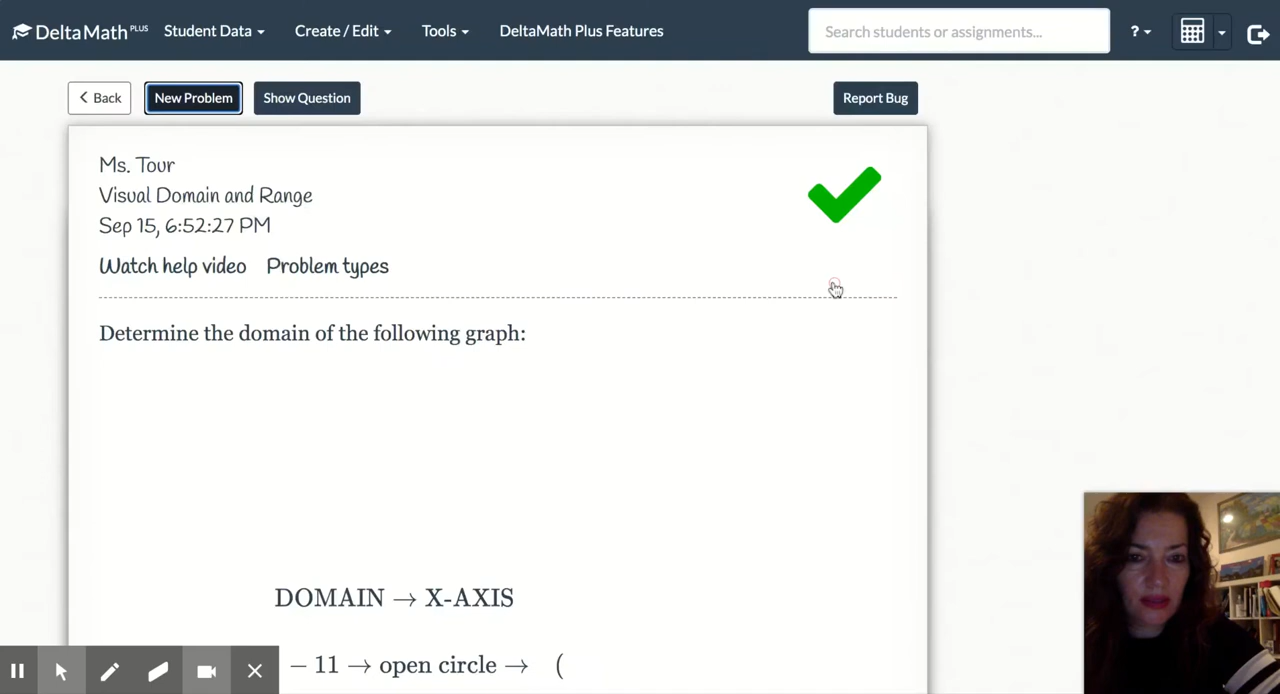 DeltaMath PLUS Student Data Create / Edit Tools DeltaMath Plus Features Search students or assignments... ?
Back New Problem Show Question Report Bug
Ms. Tour
Visual Domain and Range
Sep 15, 6:52:27 PM
Watch help video Problem types
Determine the domain of the following graph:
DOMAIN → X-AXIS
− 11 → open circle → (